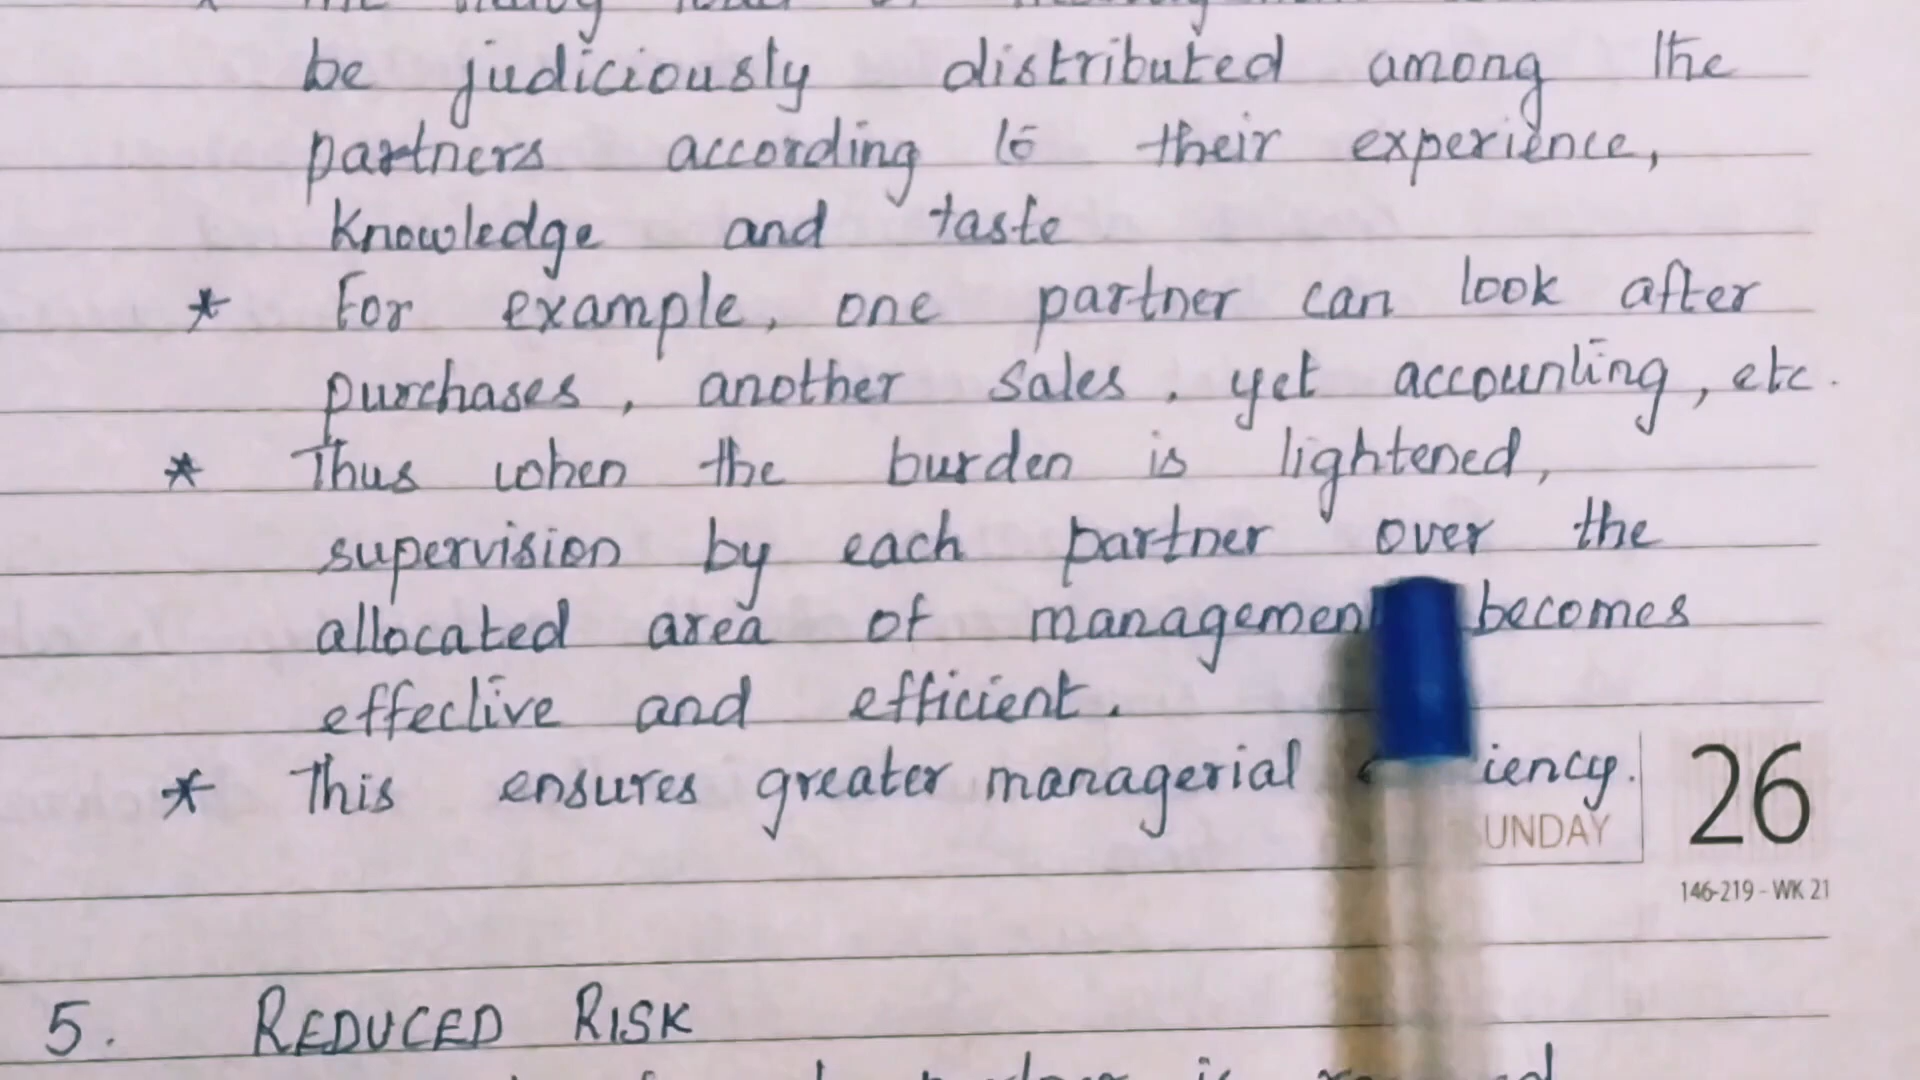 be judiciously distributed among the
partners according to their experience,
Knowledge and taste
* For example, one partner can look after
purchases, another sales, yet accounting, etc.
* Thus when the burden is lightened,
supervision by each partner over the
allocated area of management becomes
effective and efficient.
* This ensures greater managerial iency.
UNDAY
26
146-219 - WK 21
5. REDUCED RISK